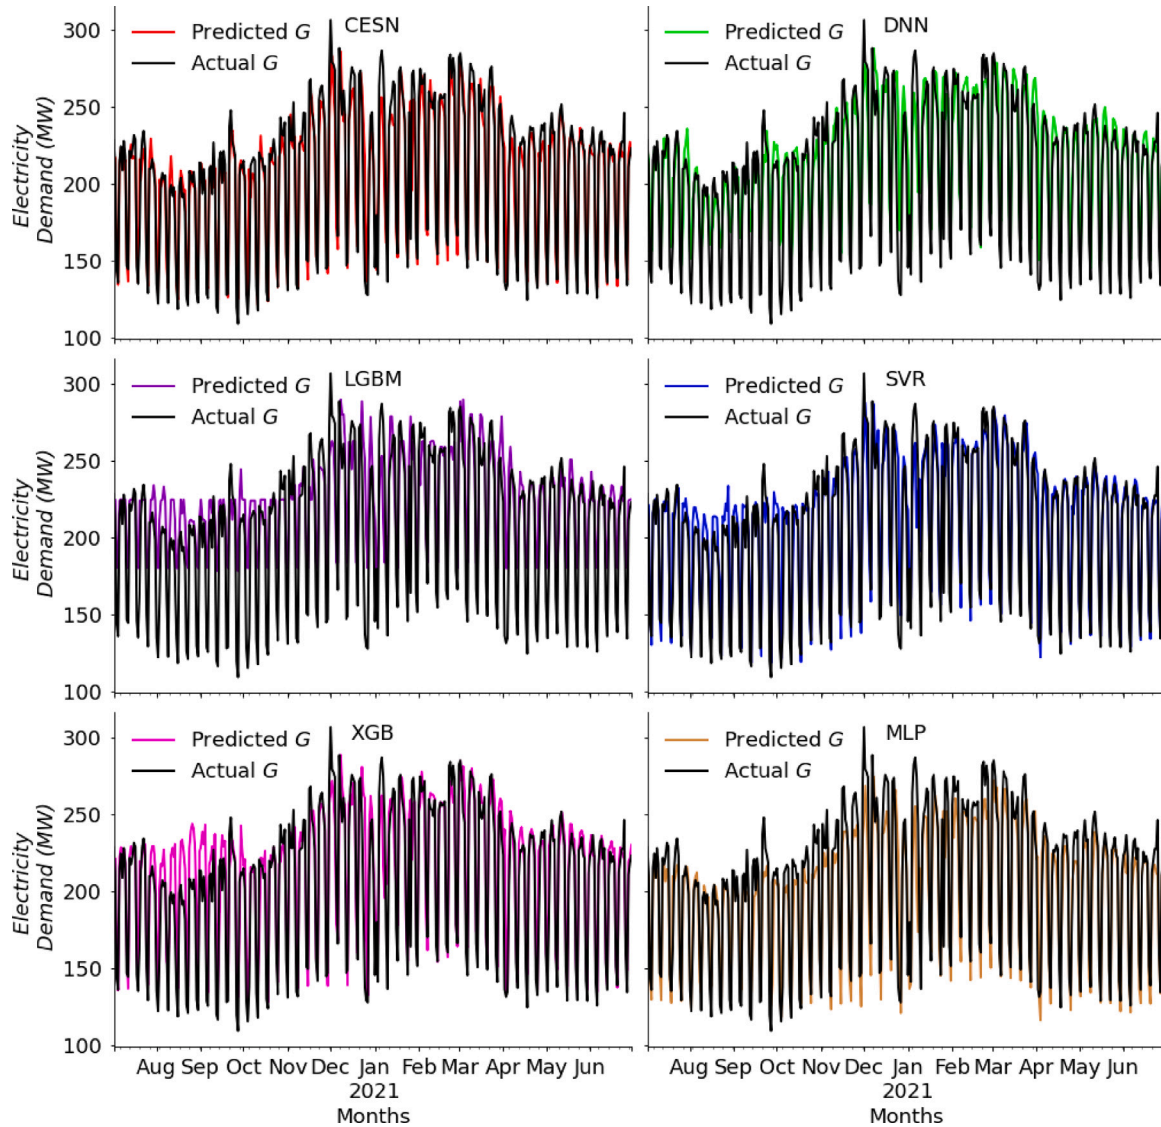 Predicted G
Actual G
CESN
Predicted G
Actual G
DNN
Electricity
Demand (MW)
300
250
200
150
100
Predicted G
Actual G
LGBM
Predicted G
Actual G
SVR
Electricity
Demand (MW)
300
250
200
150
100
Predicted G
Actual G
XGB
Predicted G
Actual G
MLP
Electricity
Demand (MW)
300
250
200
150
100
Aug Sep Oct Nov Dec Jan Feb Mar Apr May Jun
2021
Months
Aug Sep Oct Nov Dec Jan Feb Mar Apr May Jun
2021
Months